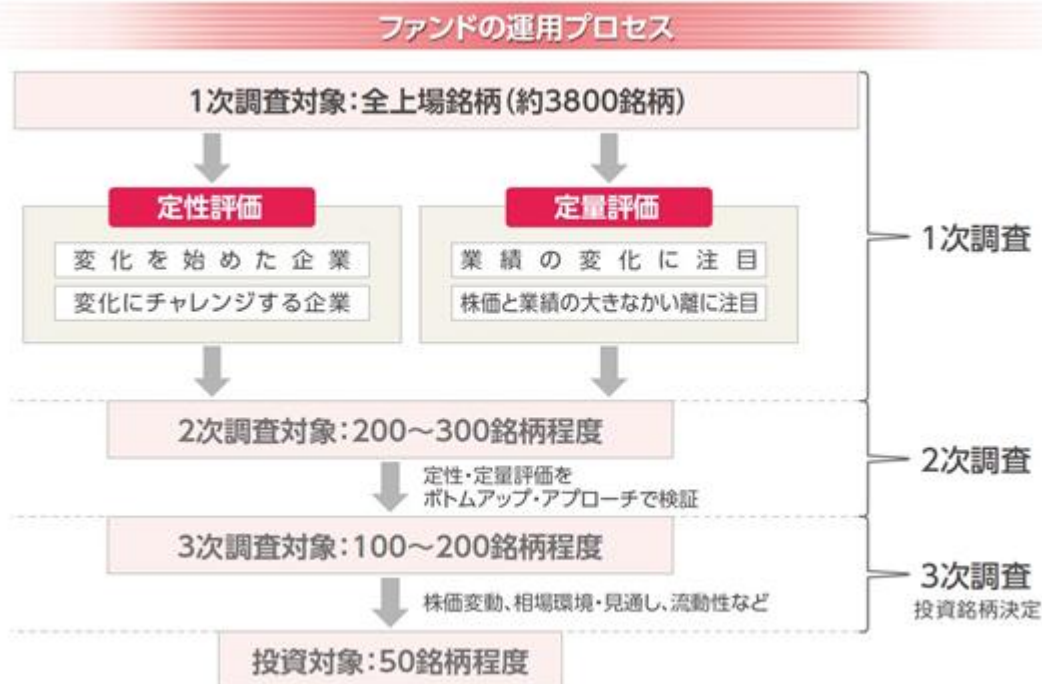 ファンドの運用プロセス
1次調査対象：全上場銘柄（約3800銘柄）
定性評価
変化を始めた企業
変化にチャレンジする企業
定量評価
業績の変化に注目
株価と業績の大きなかい離に注目
1次調査
2次調査対象：200～300銘柄程度
定性・定量評価を
ボトムアップ・アプローチで検証
2次調査
3次調査対象：100～200銘柄程度
株価変動、相場環境・見通し、流動性など
3次調査
投資銘柄決定
投資対象：50銘柄程度